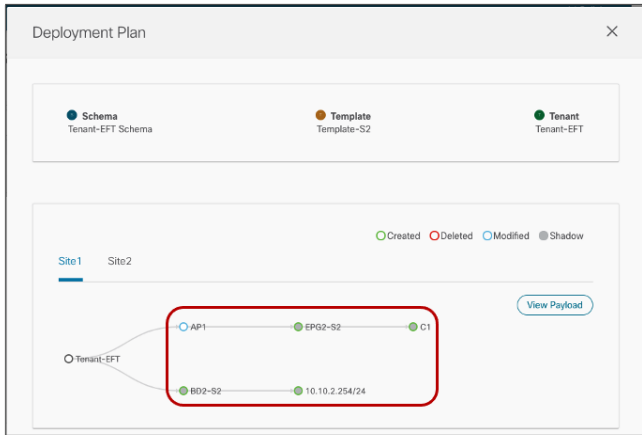 Deployment Plan
Schema
Tenant-EFT Schema
Template
Template-S2
Tenant
Tenant-EFT
Created Deleted Modified Shadow
Site1 Site2
View Payload
AP1 EPG2-S2 C1
Tenant-EFT
BD2-S2 10.10.2.254/24